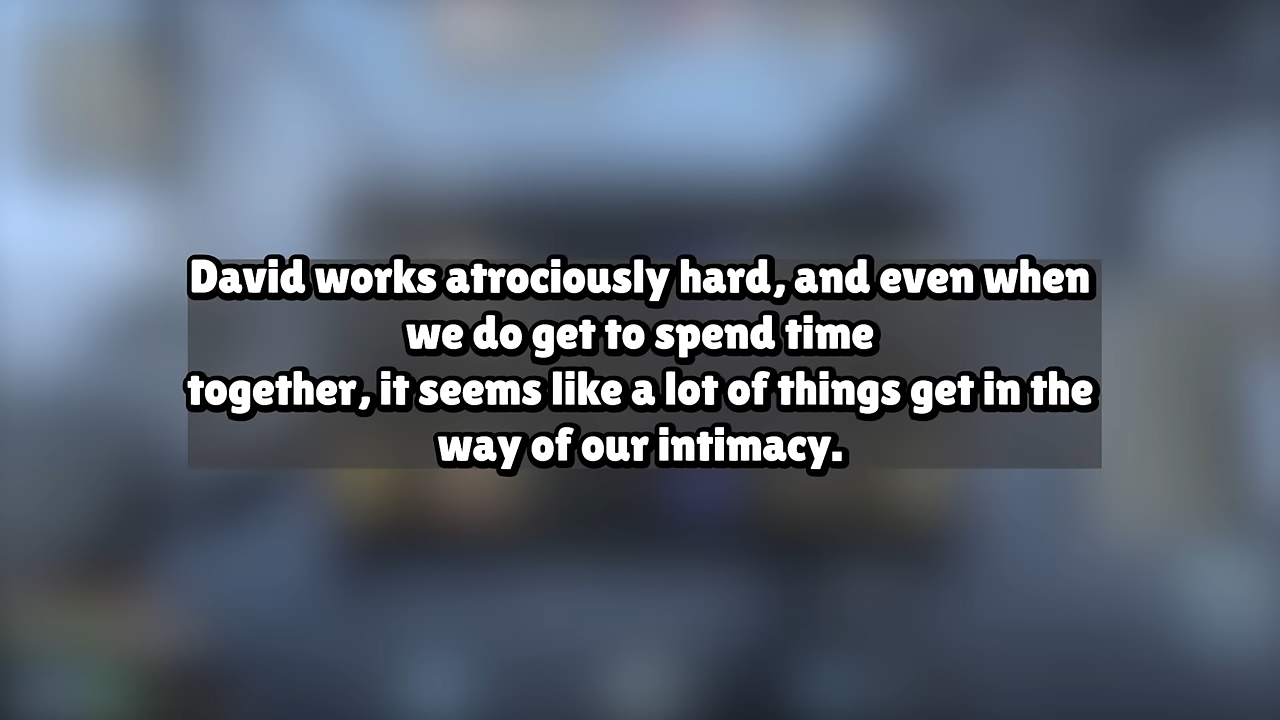 David works atrociously hard, and even when
we do get to spend time
together, it seems like a lot of things get in the
way of our intimacy.